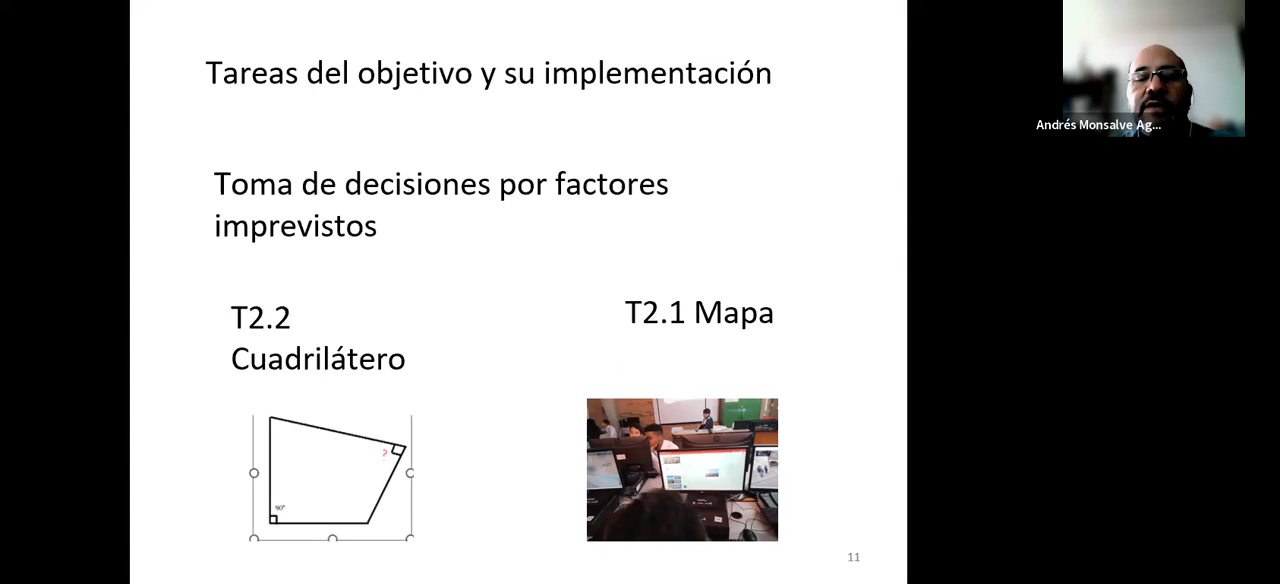 Tareas del objetivo y su implementación
Andrés Monsalve Ag...
Toma de decisiones por factores
imprevistos
T2.2
Cuadrilátero
T2.1 Mapa
?
90°
11